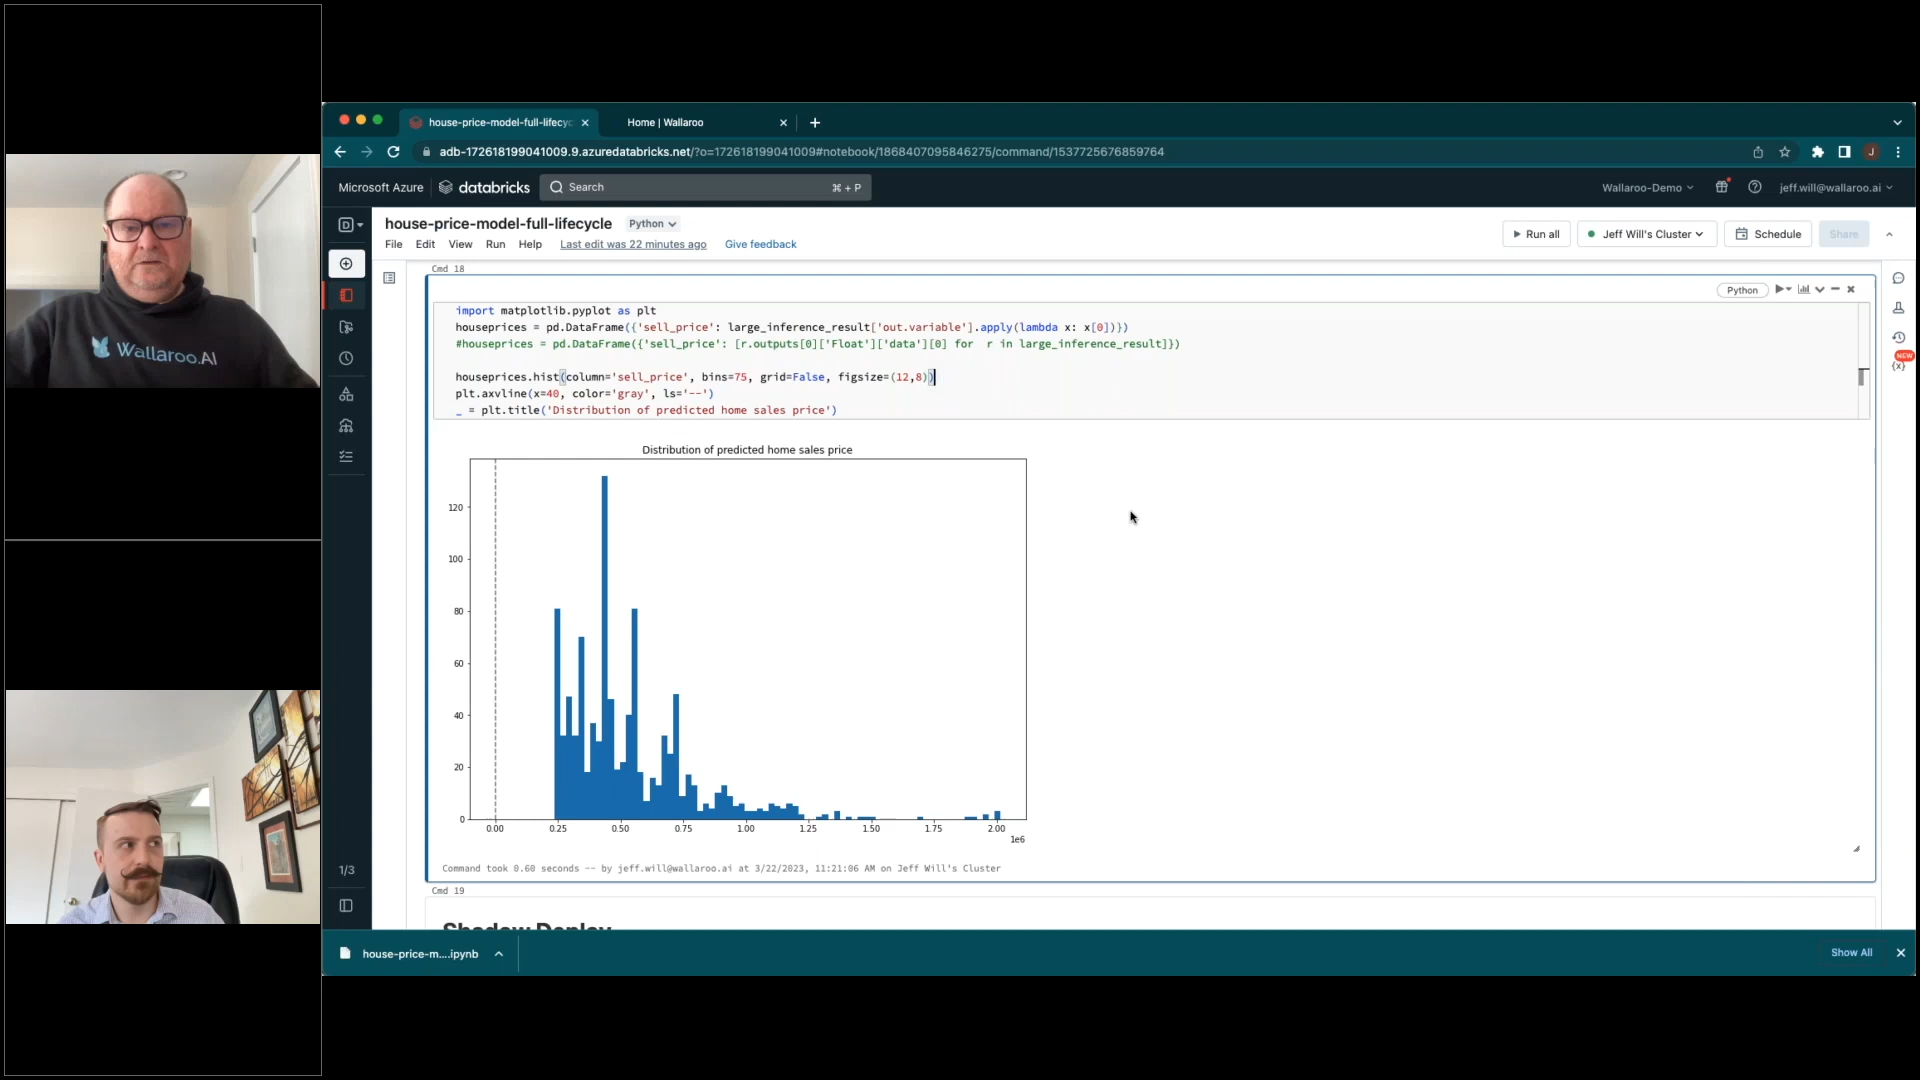 Wallaroo.AI
house-price-model-full-lifecyc
Home | Wallaroo
adb-172618199041009.9.azuredatabricks.net/?o=172618199041009#notebook/1868407095846275/command/1537725676859764
J
Microsoft Azure
databricks
Search
⌘ + P
Wallaroo-Demo
jeff.will@wallaroo.ai
D
house-price-model-full-lifecycle
Python
File Edit View Run Help Last edit was 22 minutes ago Give feedback
Run all
Jeff Will's Cluster
Schedule
Share
Cmd 18
Python
NEW
import matplotlib.pyplot as plt
houseprices = pd.DataFrame({'sell_price': large_inference_result['out.variable'].apply(lambda x: x[0])})
#houseprices = pd.DataFrame({'sell_price': [r.outputs[0]['Float']['data'][0] for  r in large_inference_result]})
houseprices.hist(column='sell_price', bins=75, grid=False, figsize=(12,8))
plt.axvline(x=40, color='gray', ls='--')
_ = plt.title('Distribution of predicted home sales price')
Distribution of predicted home sales price
120
100
80
60
40
20
0
0.00 0.25 0.50 0.75 1.00 1.25 1.50 1.75 2.00
1e6
Command took 0.60 seconds -- by jeff.will@wallaroo.ai at 3/22/2023, 11:21:06 AM on Jeff Will's Cluster
1/3
Cmd 19
Shadow Deploy
house-price-m....ipynb
Show All